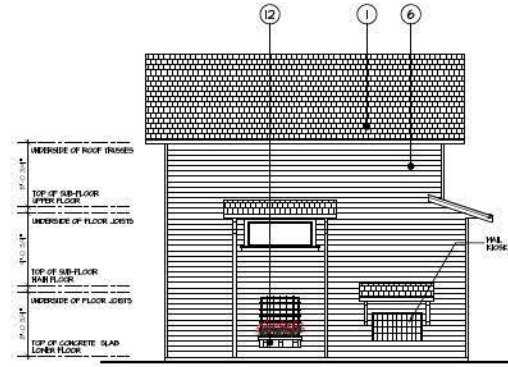 12
1
6
UNDERSIDE OF ROOF TRUSSES
TOP OF SUB-FLOOR
UPPER FLOOR
UNDERSIDE OF FLOOR JOISTS
TOP OF SUB-FLOOR
MAIN FLOOR
UNDERSIDE OF FLOOR JOISTS
TOP OF CONCRETE SLAB
LOWER FLOOR
MAIL
KIOSK